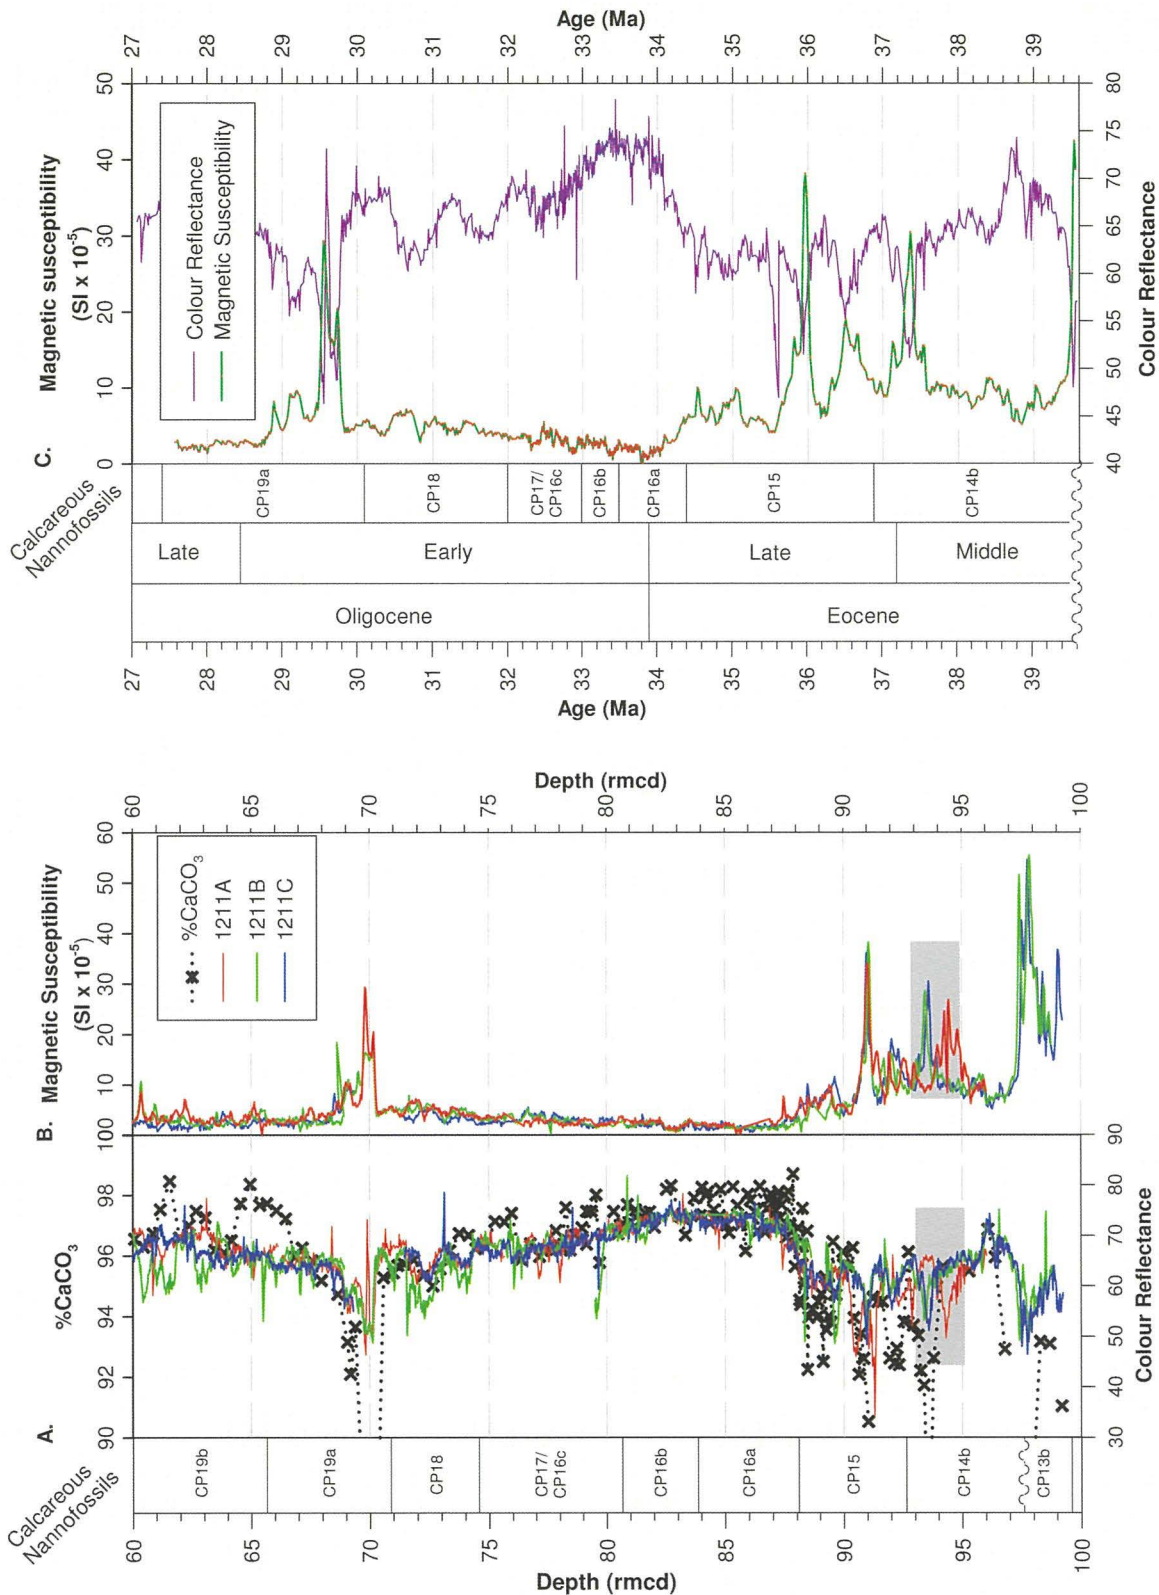 C.
Magnetic susceptibility
(SI x 10⁻⁵)
0 10 20 30 40 50
Calcareous
Nannofossils
Age (Ma)
27 28 29 30 31 32 33 34 35 36 37 38 39
Colour Reflectance
Magnetic Susceptibility
CP19a
CP18
CP17/
CP16c
CP16b
CP16a
CP15
CP14b
Late
Early
Late
Middle
Oligocene
Eocene
27 28 29 30 31 32 33 34 35 36 37 38 39
Age (Ma)
40 45 50 55 60 65 70 75 80
Colour Reflectance
B.
Magnetic Susceptibility
(SI x 10⁻⁵)
10 20 30 40 50 60
Depth (rmcd)
60 65 70 75 80 85 90 95 100
%CaCO₃
1211A
1211B
1211C
A.
%CaCO₃
90 92 94 96 98 100
Calcareous
Nannofossils
CP19b
CP19a
CP18
CP17/
CP16c
CP16b
CP16a
CP15
CP14b
CP13b
60 65 70 75 80 85 90 95 100
Depth (rmcd)
30 40 50 60 70 80 90
Colour Reflectance